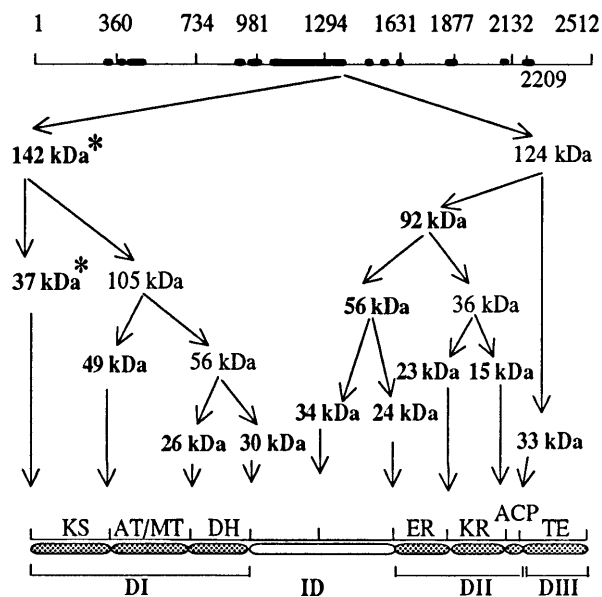 1 360 734 981 1294 1631 1877 2132 2512
2209
142 kDa* 124 kDa
92 kDa
37 kDa* 105 kDa 56 kDa 36 kDa
49 kDa 56 kDa 23 kDa 15 kDa
34 kDa 24 kDa
26 kDa 30 kDa 33 kDa
ACP
KS AT/MT DH ER KR TE
DI ID DII DIII